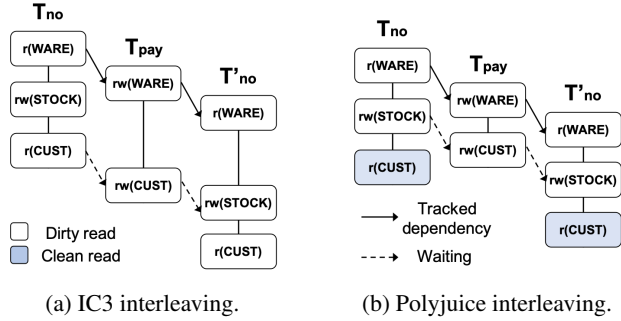 Tno
r(WARE)
rw(STOCK)
r(CUST)
Tpay
rw(WARE)
rw(CUST)
T'no
r(WARE)
rw(STOCK)
r(CUST)
Dirty read
Clean read
(a) IC3 interleaving.
Tno
r(WARE)
rw(STOCK)
r(CUST)
Tpay
rw(WARE)
rw(CUST)
T'no
r(WARE)
rw(STOCK)
r(CUST)
Tracked
dependency
Waiting
(b) Polyjuice interleaving.